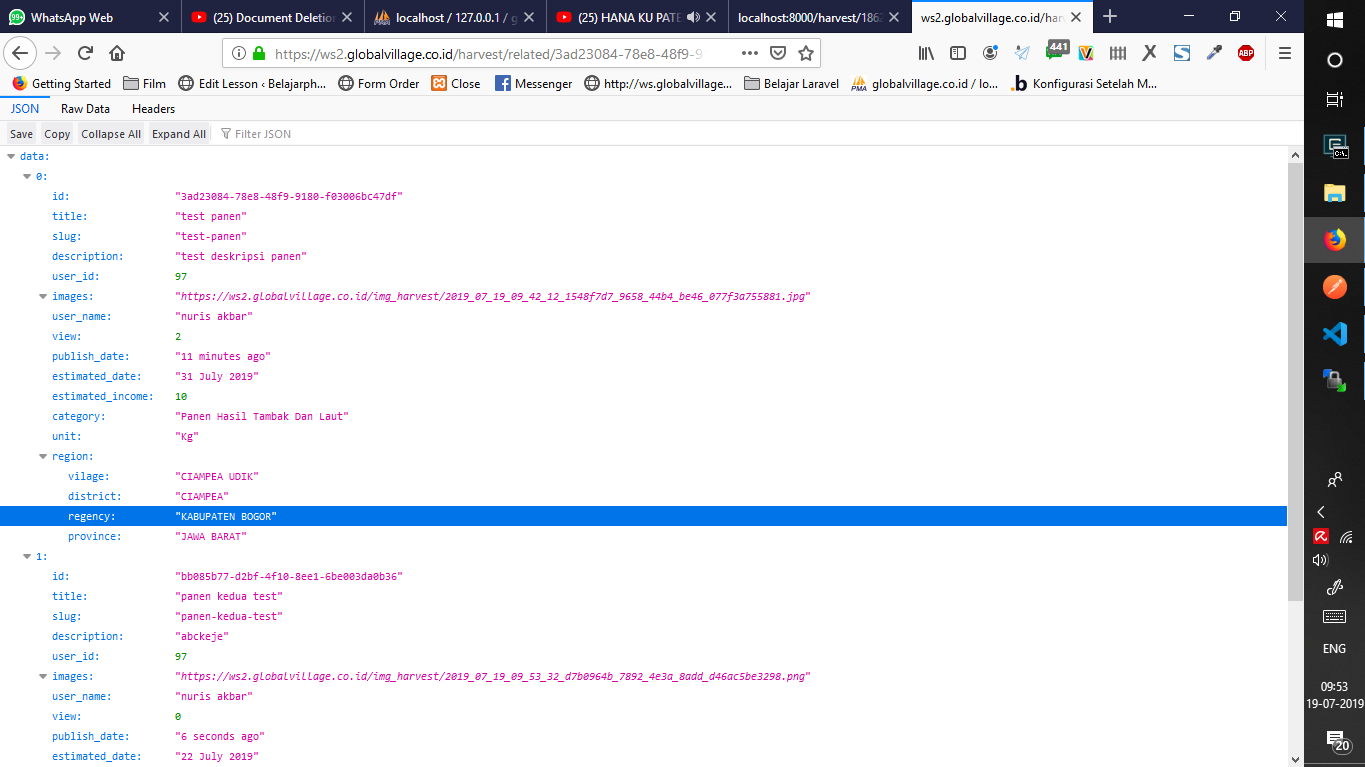 WhatsApp Web
(25) Document Deletion
localhost / 127.0.0.1 / g
(25) HANA KU PATE
localhost:8000/harvest/1862
ws2.globalvillage.co.id/har
https://ws2.globalvillage.co.id/harvest/related/3ad23084-78e8-48f9-9
441
ABP
Getting Started
Film
Edit Lesson ‹ Belajarph...
Form Order
Close
Messenger
http://ws.globalvillage...
Belajar Laravel
globalvillage.co.id / lo...
Konfigurasi Setelah M...
JSON
Raw Data
Headers
Save
Copy
Collapse All
Expand All
Filter JSON
data:
0:
id: "3ad23084-78e8-48f9-9180-f03006bc47df"
title: "test panen"
slug: "test-panen"
description: "test deskripsi panen"
user_id: 97
images: "https://ws2.globalvillage.co.id/img_harvest/2019_07_19_09_42_12_1548f7d7_9658_44b4_be46_077f3a755881.jpg"
user_name: "nuris akbar"
view: 2
publish_date: "11 minutes ago"
estimated_date: "31 July 2019"
estimated_income: 10
category: "Panen Hasil Tambak Dan Laut"
unit: "Kg"
region:
vilage: "CIAMPEA UDIK"
district: "CIAMPEA"
regency: "KABUPATEN BOGOR"
province: "JAWA BARAT"
1:
id: "bb085b77-d2bf-4f10-8ee1-6be003da0b36"
title: "panen kedua test"
slug: "panen-kedua-test"
description: "abckeje"
user_id: 97
images: "https://ws2.globalvillage.co.id/img_harvest/2019_07_19_09_53_32_d7b0964b_7892_4e3a_8add_d46ac5be3298.png"
user_name: "nuris akbar"
view: 0
publish_date: "6 seconds ago"
estimated_date: "22 July 2019"
ENG
09:53
19-07-2019
20